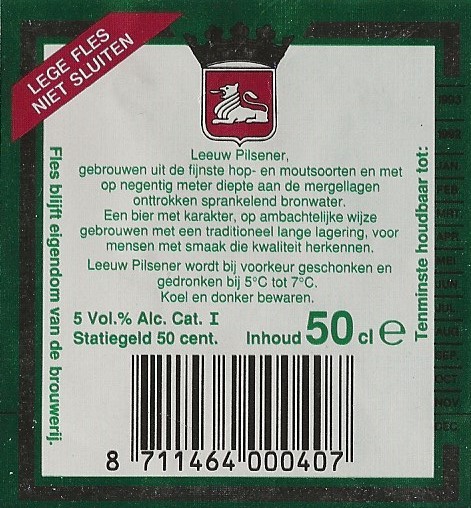 LEGE FLES
NIET SLUITEN
Fles blijft eigendom van de brouwerij.
Leeuw Pilsener,
gebrouwen uit de fijnste hop- en moutsoorten en met
op negentig meter diepte aan de mergellagen
onttrokken sprankelend bronwater.
Een bier met karakter, op ambachtelijke wijze
gebrouwen met een traditioneel lange lagering, voor
mensen met smaak die kwaliteit herkennen.
Leeuw Pilsener wordt bij voorkeur geschonken en
gedronken bij 5°C tot 7°C.
Koel en donker bewaren.
5 Vol.% Alc. Cat. I
Statiegeld 50 cent.
Inhoud 50 cl e
8 711464 000407
Tenminste houdbaar tot:
1993
1992
JAN.
FEB.
MRT.
APR.
MEI
JUN.
JUL.
AUG.
SEP.
OCT.
NOV.
DEC.